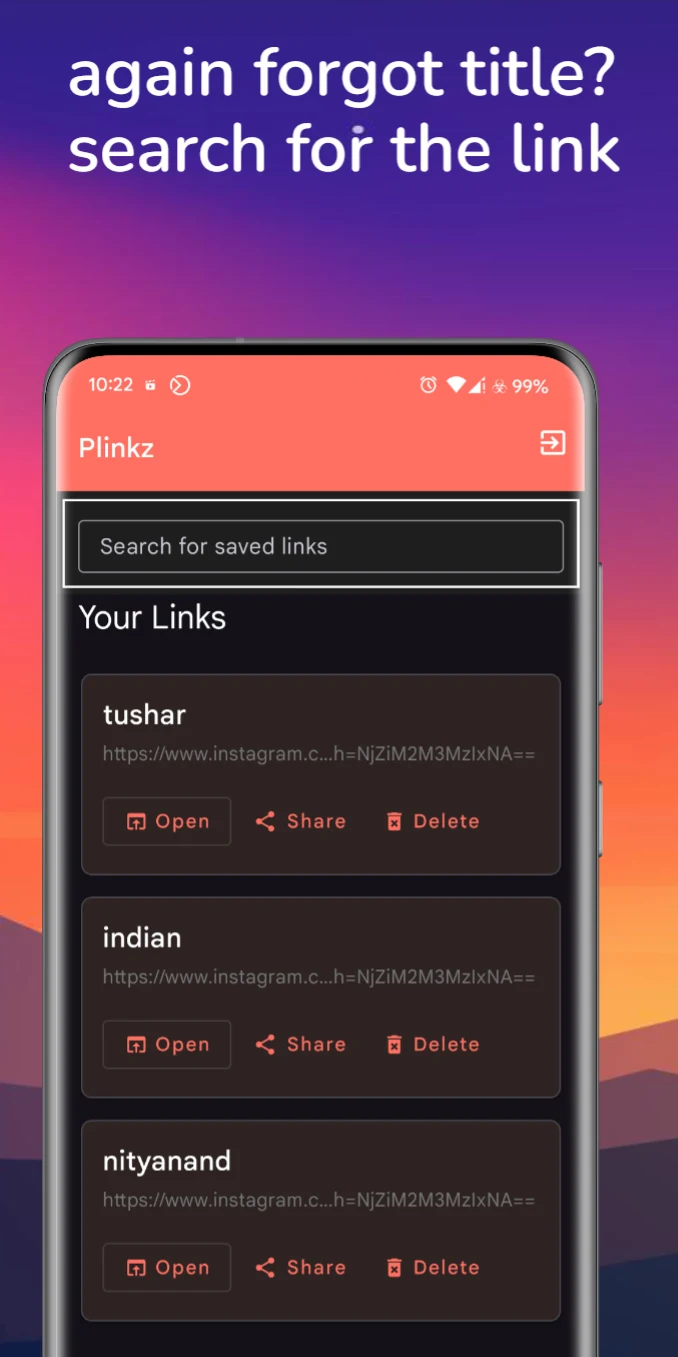 again forgot title?
search for the link
10:22 99%
Plinkz
Search for saved links
Your Links
tushar
https://www.instagram.c...h=NjZiM2M3MzIxNA==
Open Share Delete
indian
https://www.instagram.c...h=NjZiM2M3MzIxNA==
Open Share Delete
nityanand
https://www.instagram.c...h=NjZiM2M3MzIxNA==
Open Share Delete